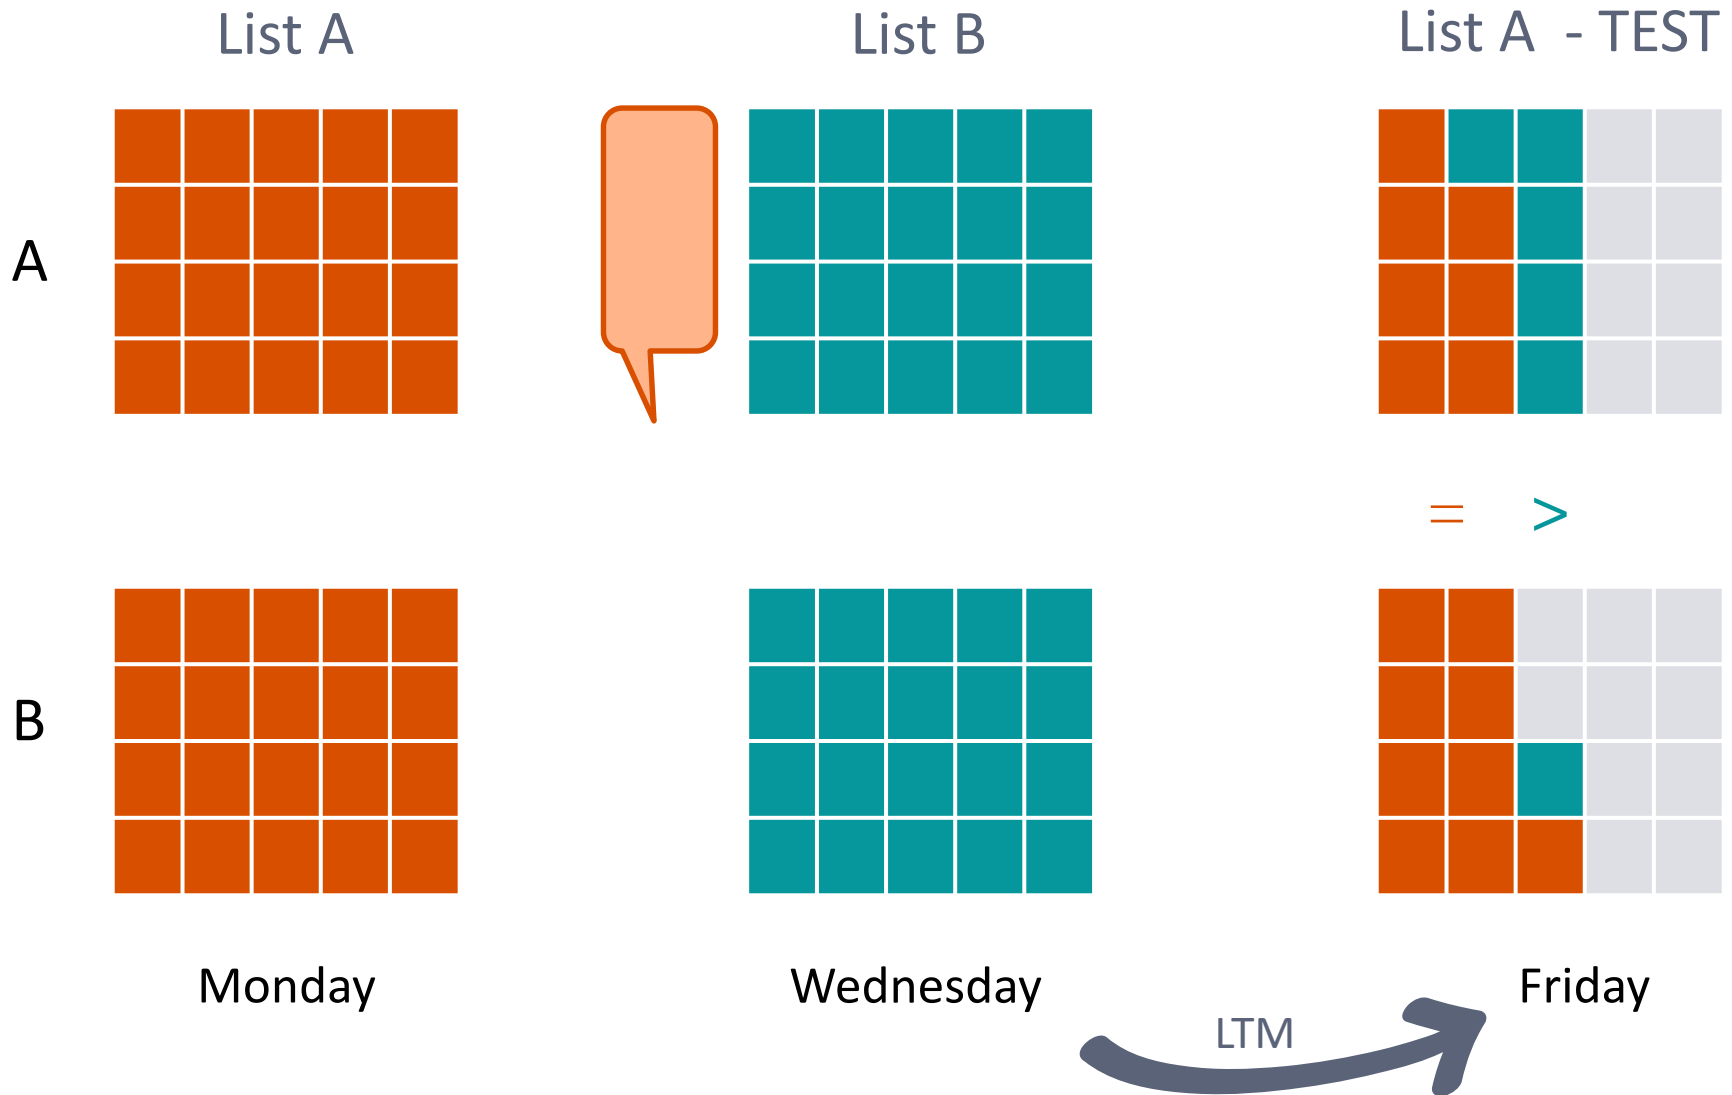 List A
List B
List A - TEST
A
= >
B
Monday
Wednesday
Friday
LTM